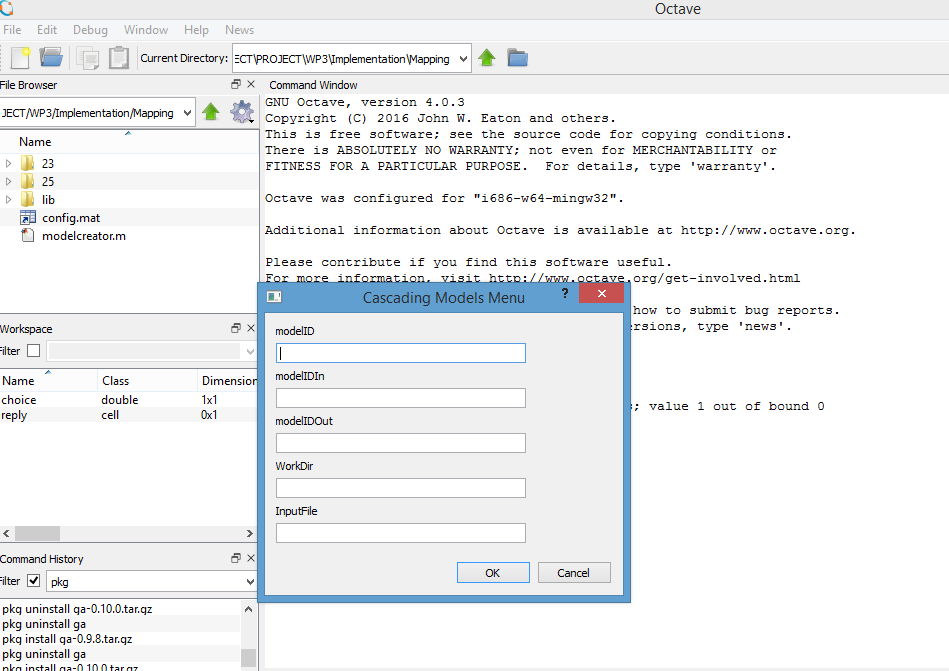 Octave
File Edit Debug Window Help News
Current Directory: ECT\PROJECT\WP3\Implementation\Mapping
File Browser
JECT/WP3/Implementation/Mapping
Name
23
25
lib
config.mat
modelcreator.m
Workspace
Filter
Name Class Dimension
choice double 1x1
reply cell 0x1
Command History
Filter pkg
pkg uninstall ga-0.10.0.tar.gz
pkg uninstall ga
pkg install ga-0.9.8.tar.gz
pkg uninstall ga
pkg install ga-0.10.0.tar.gz
Command Window
GNU Octave, version 4.0.3
Copyright (C) 2016 John W. Eaton and others.
This is free software; see the source code for copying conditions.
There is ABSOLUTELY NO WARRANTY; not even for MERCHANTABILITY or
FITNESS FOR A PARTICULAR PURPOSE.  For details, type 'warranty'.
Octave was configured for "i686-w64-mingw32".
Additional information about Octave is available at http://www.octave.org.
Please contribute if you find this software useful.
For more information, visit http://www.octave.org/get-involved.html
how to submit bug reports.
ersions, type 'news'.
; value 1 out of bound 0
Cascading Models Menu
?
modelID
modelIDIn
modelIDOut
WorkDir
InputFile
OK Cancel